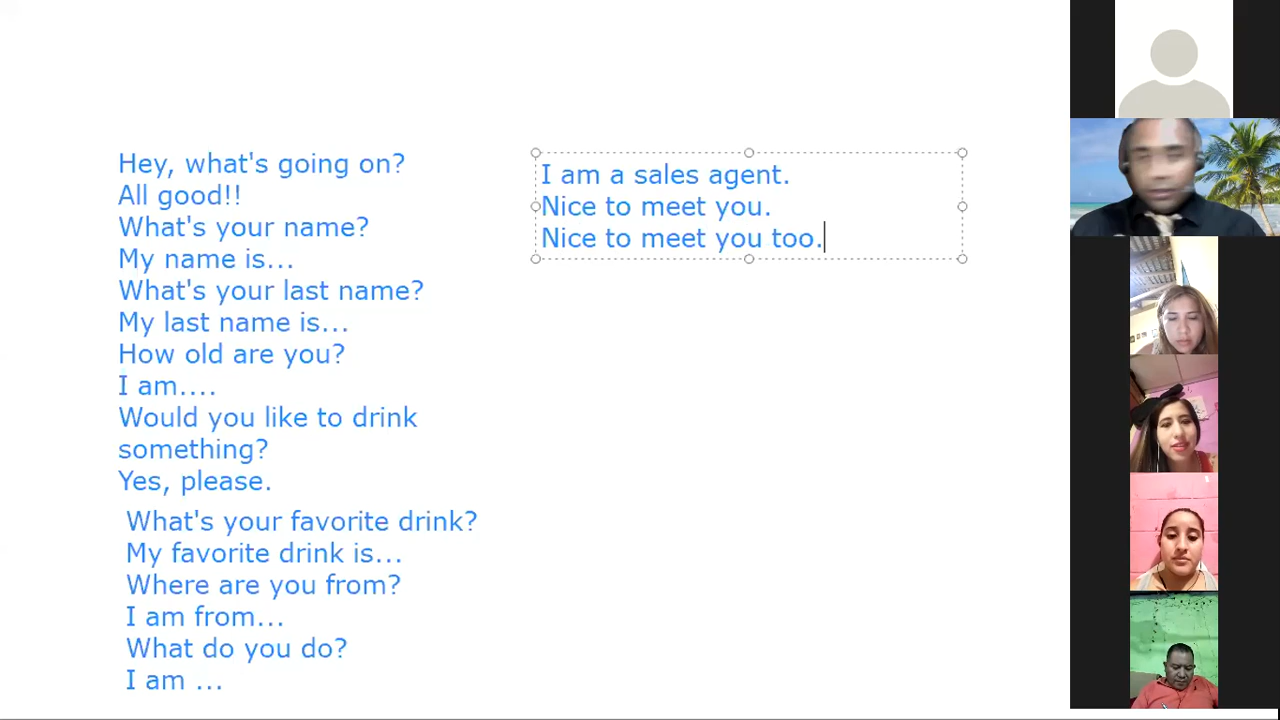 Hey, what's going on?
All good!!
What's your name?
My name is...
What's your last name?
My last name is...
How old are you?
I am....
Would you like to drink
something?
Yes, please.
What's your favorite drink?
My favorite drink is...
Where are you from?
I am from...
What do you do?
I am ...
I am a sales agent.
Nice to meet you.
Nice to meet you too.